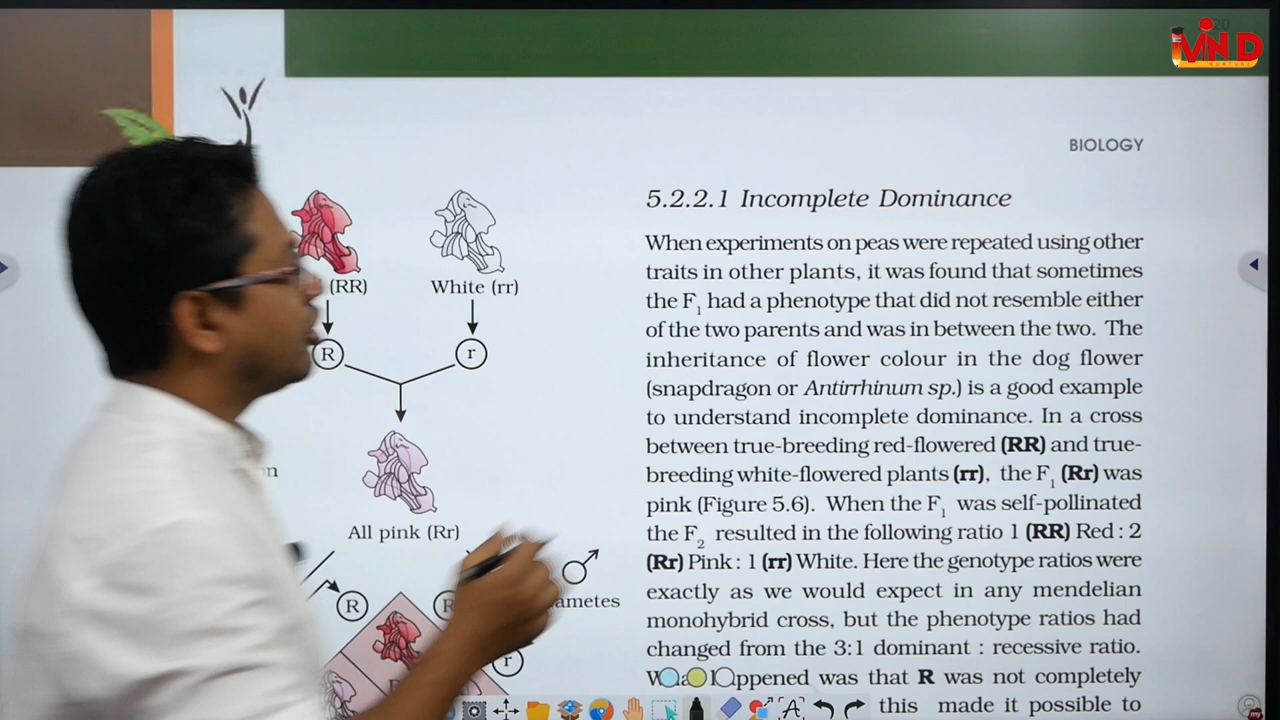 MIND
NURTURE
20
BIOLOGY
(RR)
White (rr)
R
r
All pink (Rr)
R
R
r
5.2.2.1 Incomplete Dominance
When experiments on peas were repeated using other
traits in other plants, it was found that sometimes
the F1 had a phenotype that did not resemble either
of the two parents and was in between the two. The
inheritance of flower colour in the dog flower
(snapdragon or Antirrhinum sp.) is a good example
to understand incomplete dominance. In a cross
between true-breeding red-flowered (RR) and true-
breeding white-flowered plants (rr), the F1 (Rr) was
pink (Figure 5.6). When the F1 was self-pollinated
the F2 resulted in the following ratio 1 (RR) Red : 2
(Rr) Pink : 1 (rr) White. Here the genotype ratios were
exactly as we would expect in any mendelian
monohybrid cross, but the phenotype ratios had
changed from the 3:1 dominant : recessive ratio.
was that R was not completely
this made it possible to